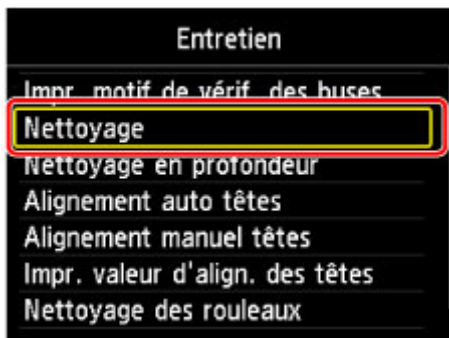 Entretien
Impr. motif de vérif. des buses
Nettoyage
Nettoyage en profondeur
Alignement auto têtes
Alignement manuel têtes
Impr. valeur d'align. des têtes
Nettoyage des rouleaux